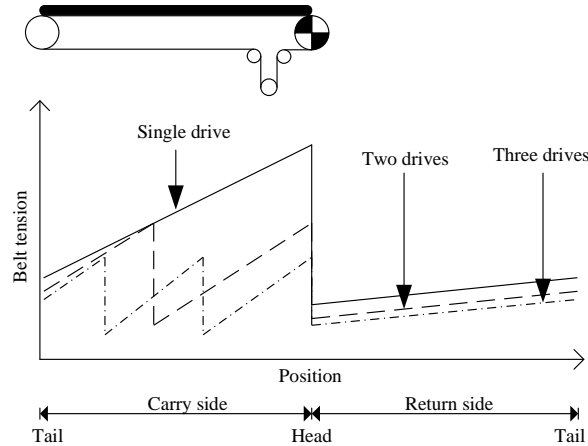 Single drive
Two drives
Three drives
Belt tension
Position
Carry side
Return side
Tail
Head
Tail